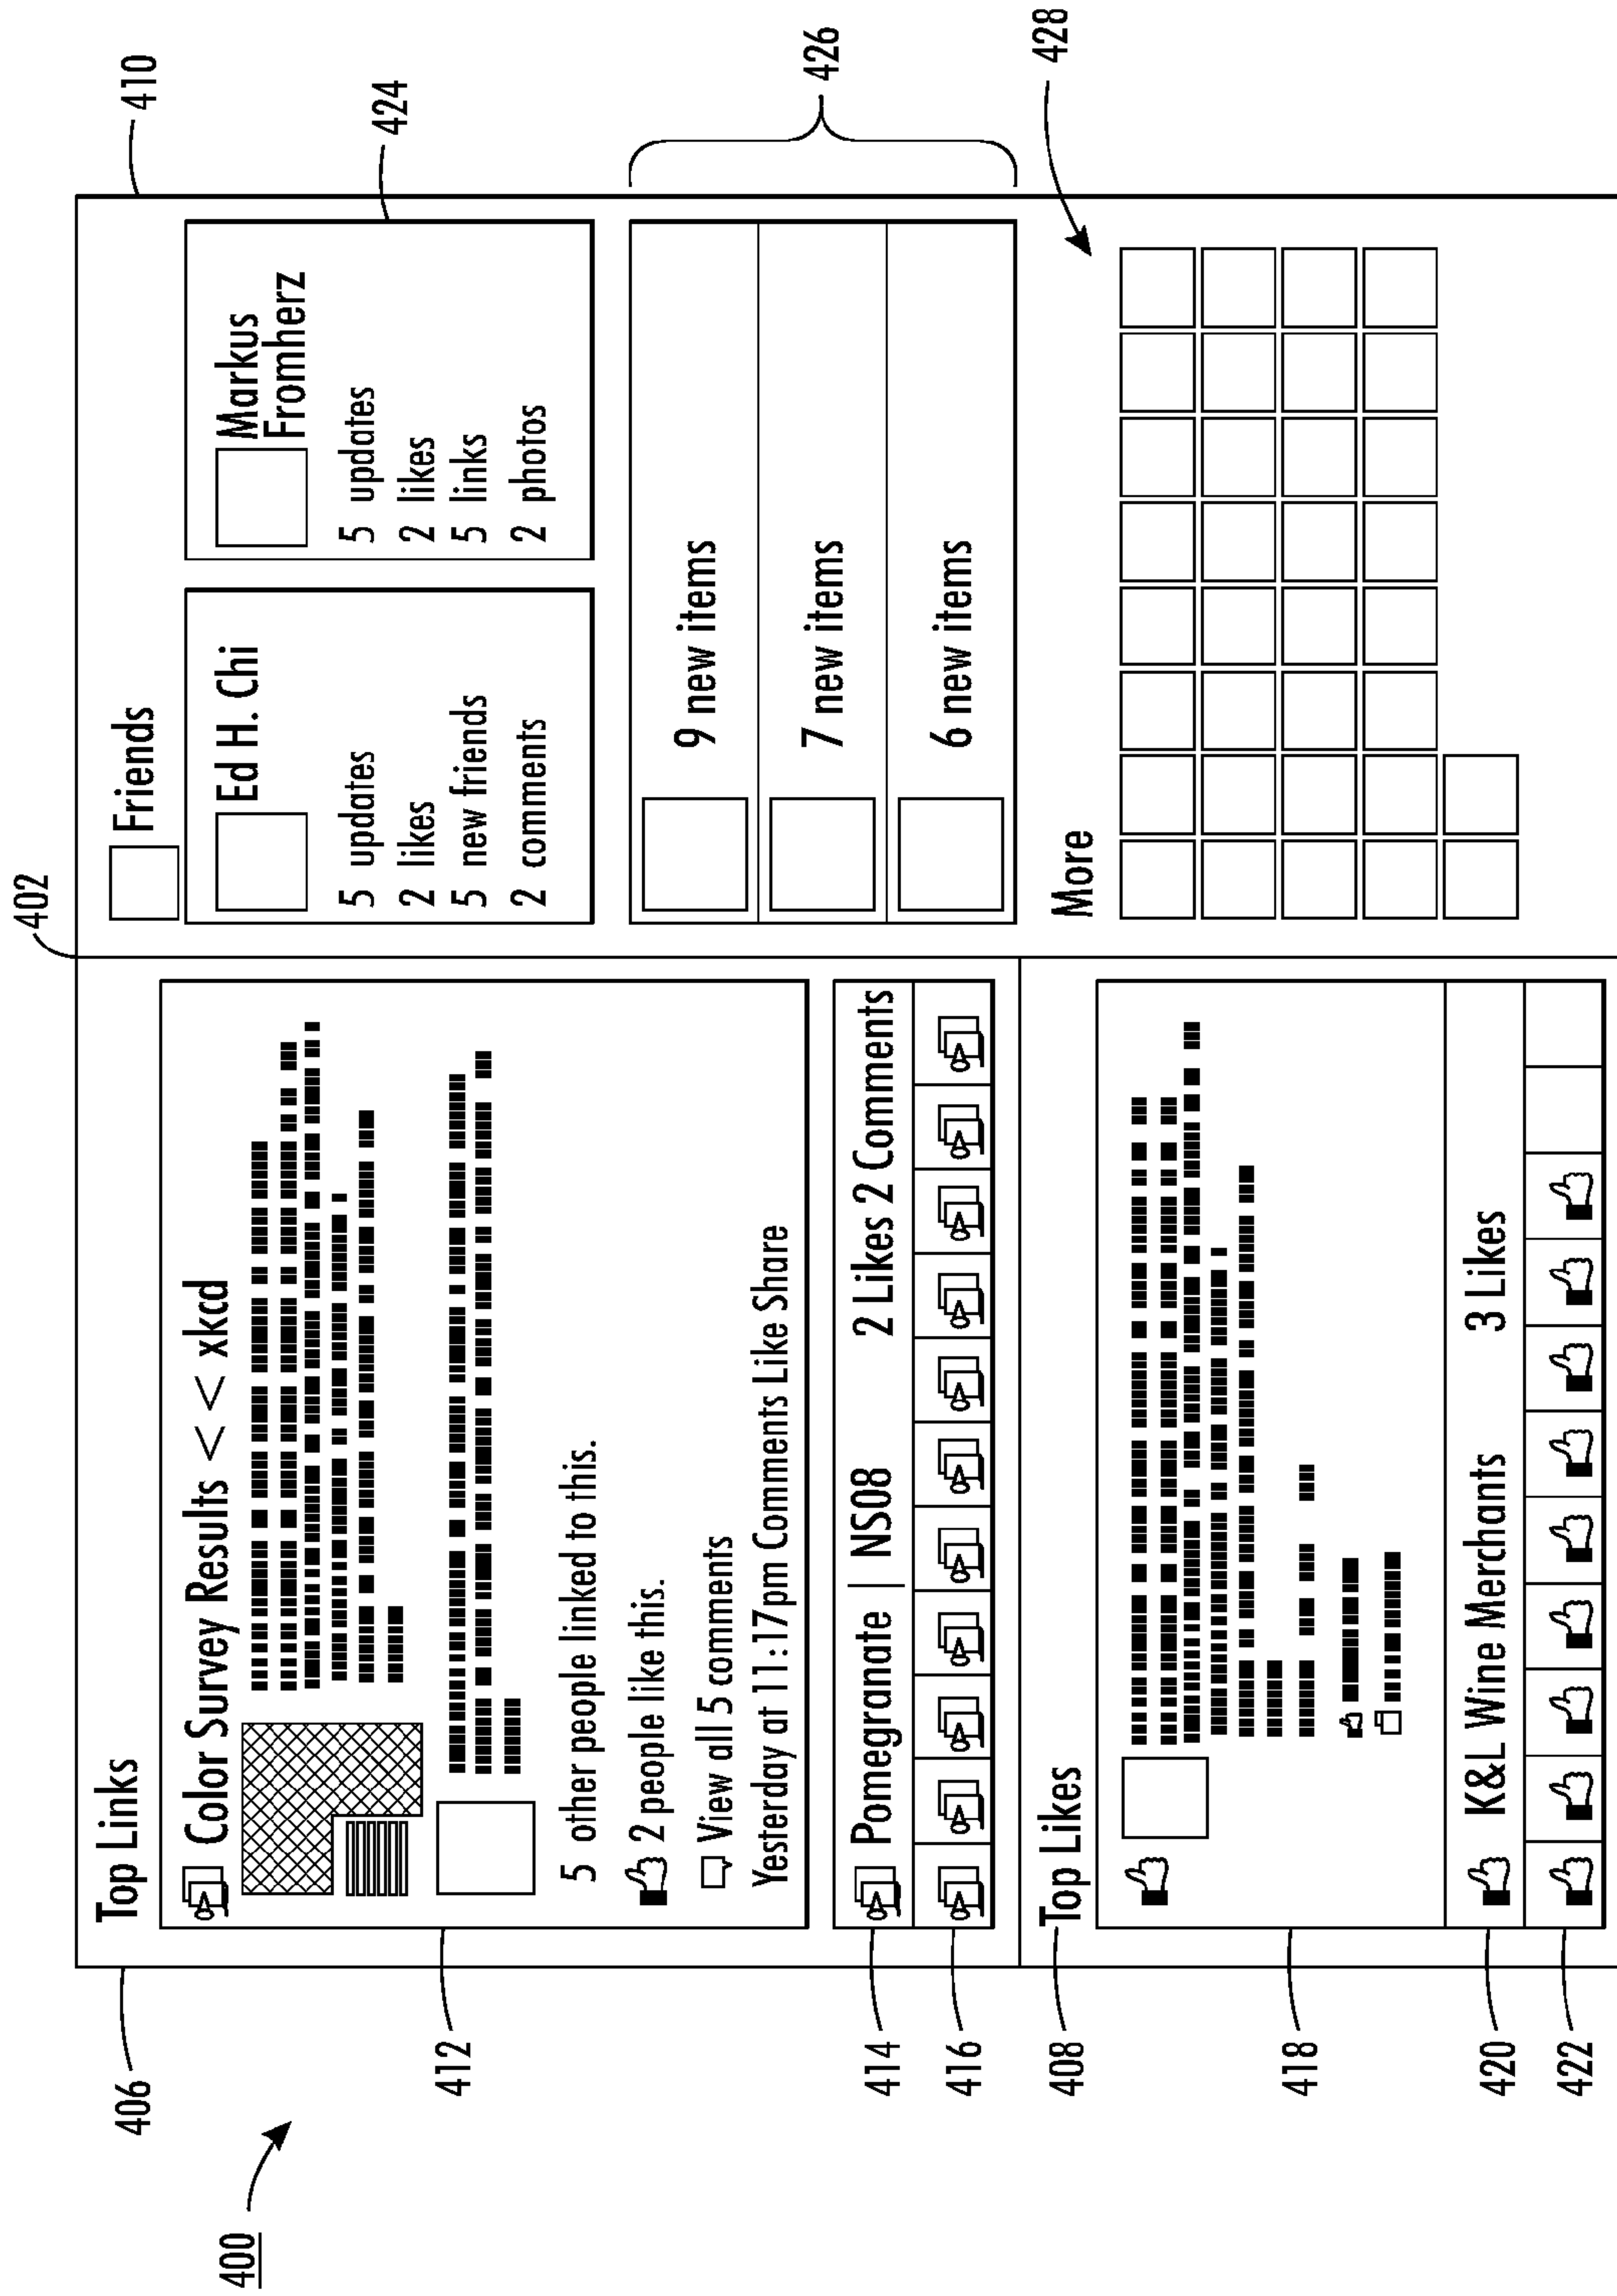 400
402
406
Top Links
Color Survey Results < < xkcd
412
5 other people linked to this.
2 people like this.
View all 5 comments
Yesterday at 11:17pm Comments Like Share
414
Pomegranate | NS08 2 Likes 2 Comments
416
408
Top Likes
418
420
K&L Wine Merchants 3 Likes
422
410
Friends
424
Ed H. Chi
5 updates
2 likes
5 new friends
2 comments
Markus
Fromherz
5 updates
2 likes
5 links
2 photos
426
9 new items
7 new items
6 new items
428
More